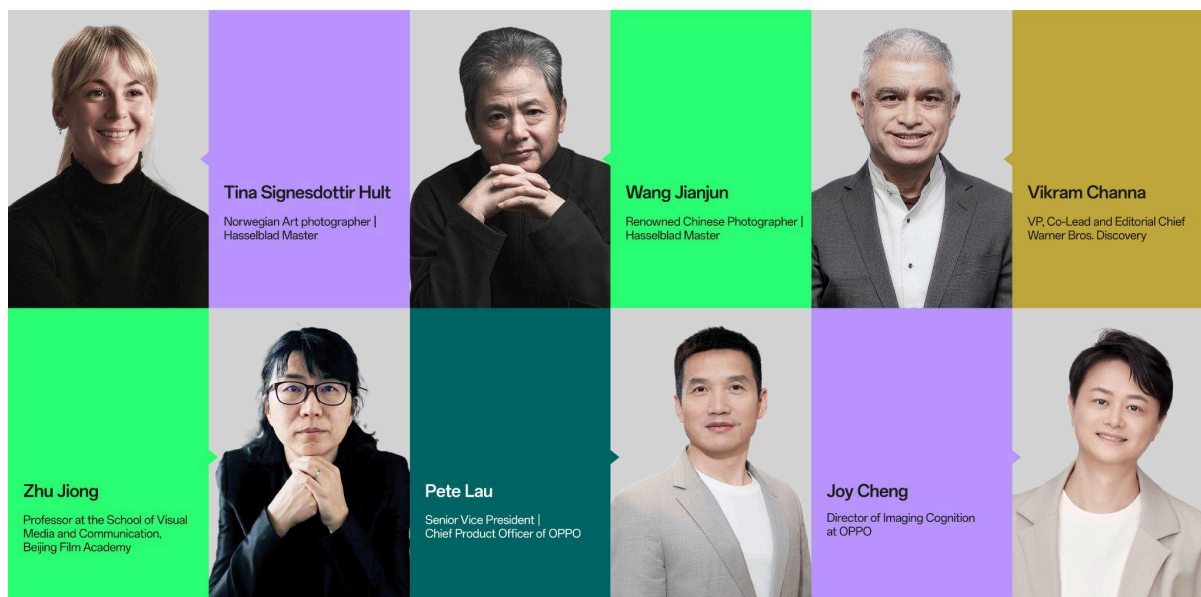 Tina Signesdottir Hult
Norwegian Art photographer |
Hasselblad Master
Wang Jianjun
Renowned Chinese Photographer |
Hasselblad Master
Vikram Channa
VP, Co-Lead and Editorial Chief
Warner Bros. Discovery
Zhu Jiong
Professor at the School of Visual
Media and Communication,
Beijing Film Academy
Pete Lau
Senior Vice President |
Chief Product Officer of OPPO
Joy Cheng
Director of Imaging Cognition
at OPPO